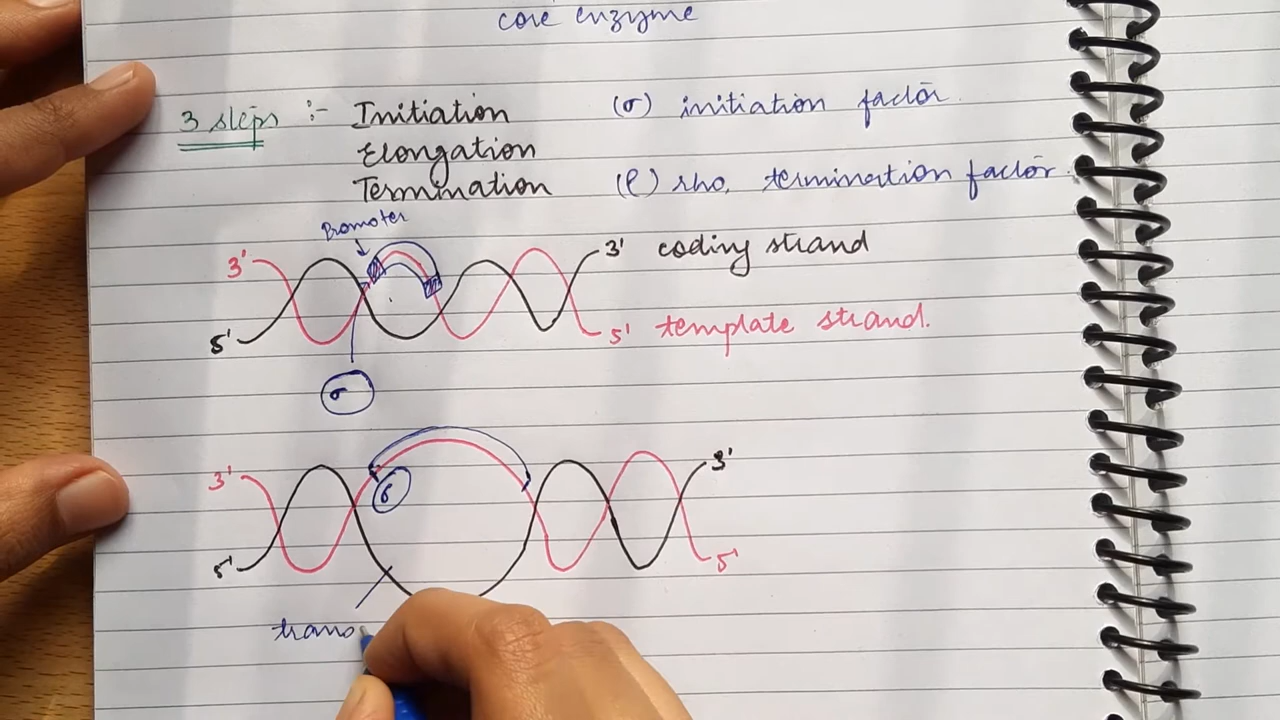 core enzyme
3 steps :- Initiation (σ) initiation factor.
Elongation
Termination (ρ) rho, termination factor.
Promoter
3' 3' coding strand
5' 5' template strand.
σ
3' 3'
σ
5' 5'
trans